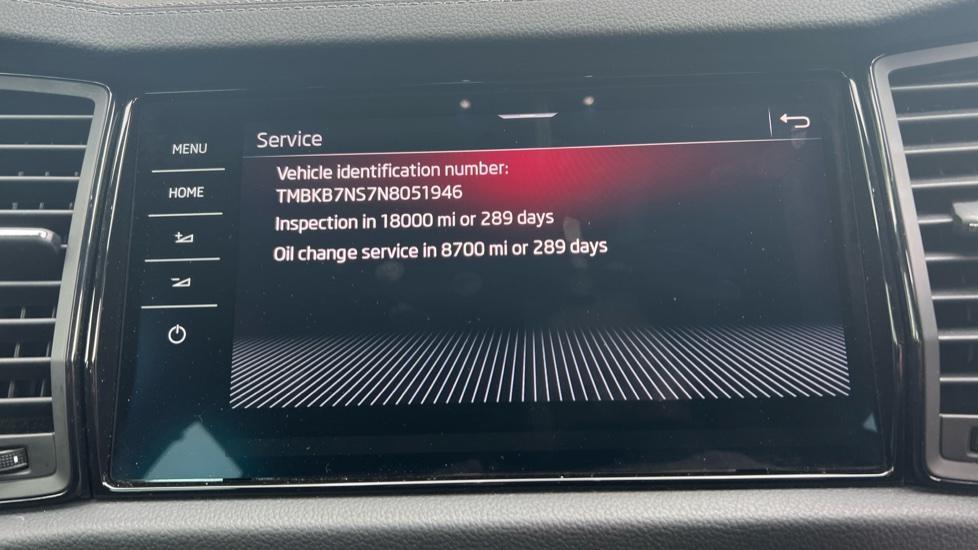 Service
MENU
HOME
Vehicle identification number:
TMBKB7NS7N8051946
Inspection in 18000 mi or 289 days
Oil change service in 8700 mi or 289 days